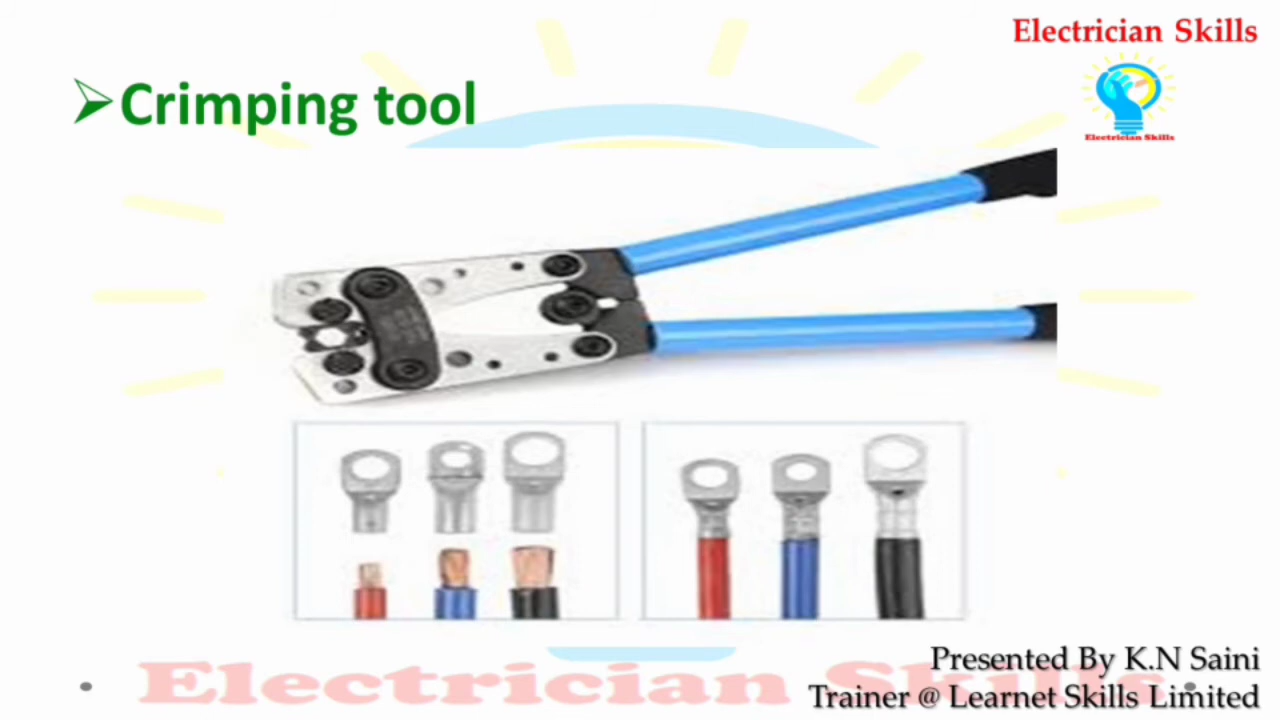 Electrician Skills
➢Crimping tool
Electrician Skills
Presented By K.N Saini
Electrician Skills
Trainer @ Learnet Skills Limited